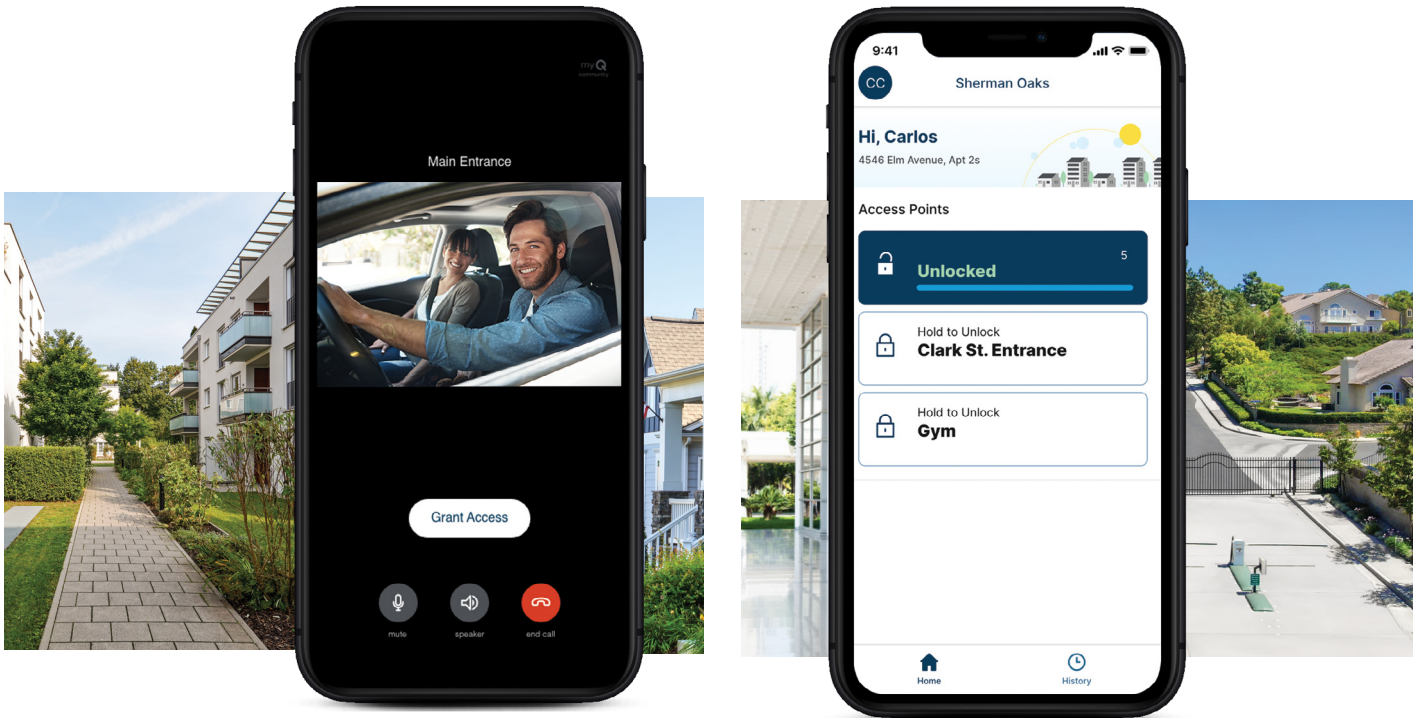 myQ
community
Main Entrance
Grant Access
mute
speaker
end call
9:41
CC
Sherman Oaks
Hi, Carlos
4546 Elm Avenue, Apt 2s
Access Points
5
Unlocked
Hold to Unlock
Clark St. Entrance
Hold to Unlock
Gym
Home
History